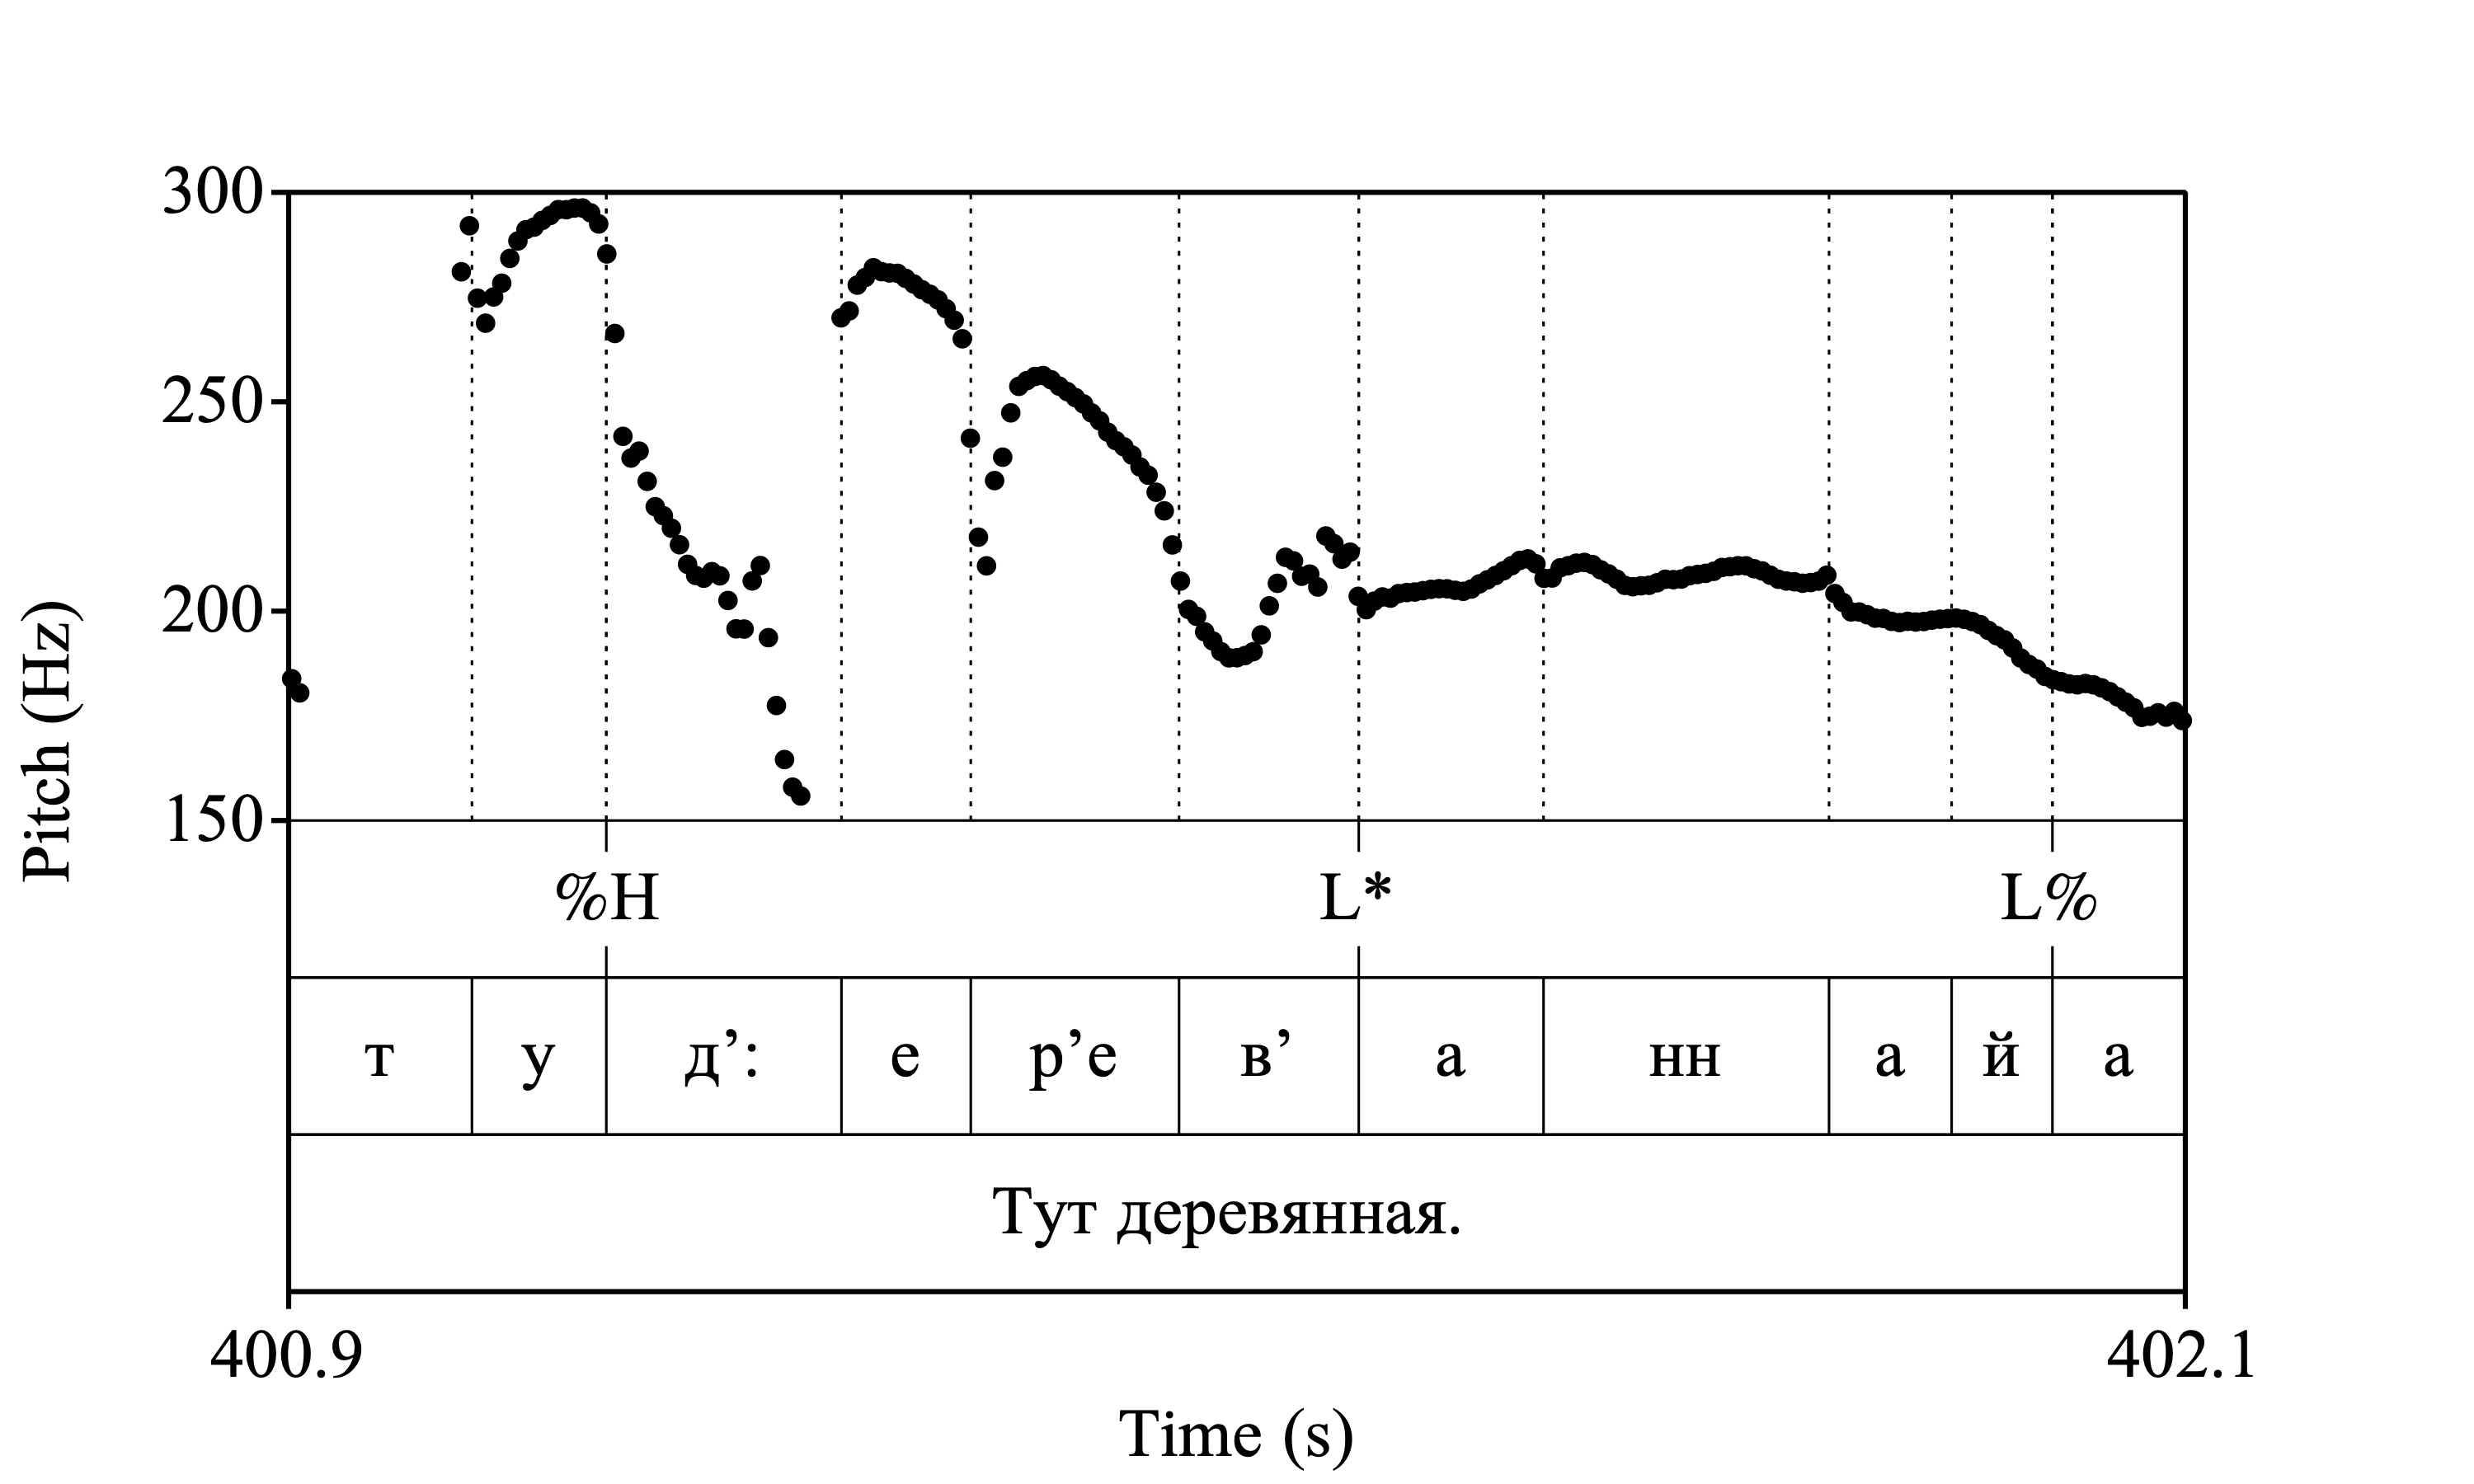 300
250
200
150
Pitch (Hz)
%H L* L%
т у д’: е р’е в’ а нн а й а
Тут деревянная.
400.9 402.1
Time (s)